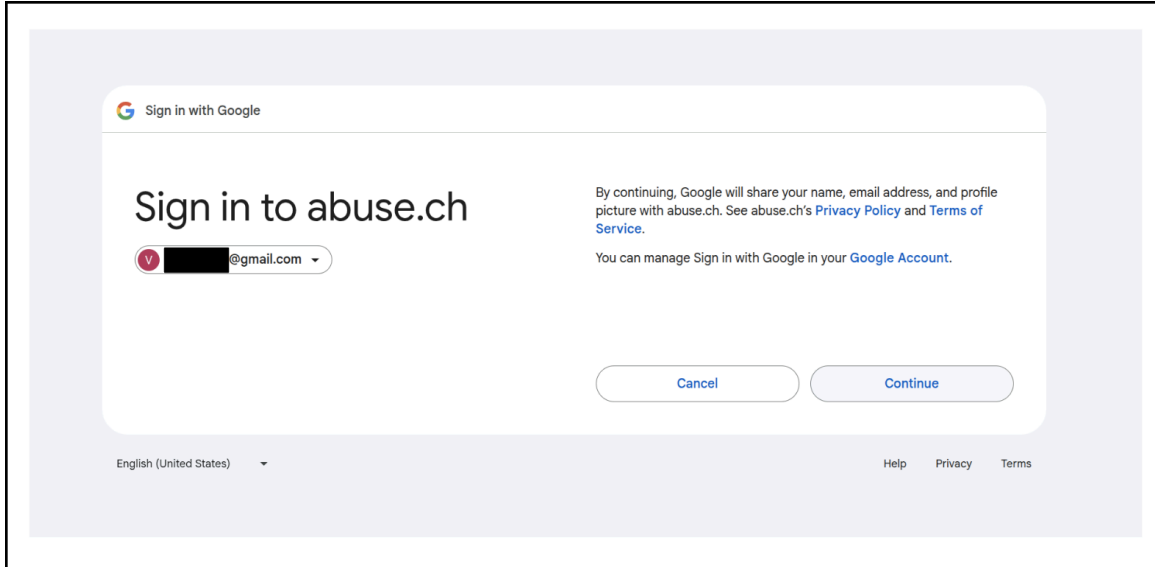 Sign in with Google
Sign in to abuse.ch
V @gmail.com
By continuing, Google will share your name, email address, and profile
picture with abuse.ch. See abuse.ch’s Privacy Policy and Terms of
Service.
You can manage Sign in with Google in your Google Account.
Cancel Continue
English (United States) Help Privacy Terms